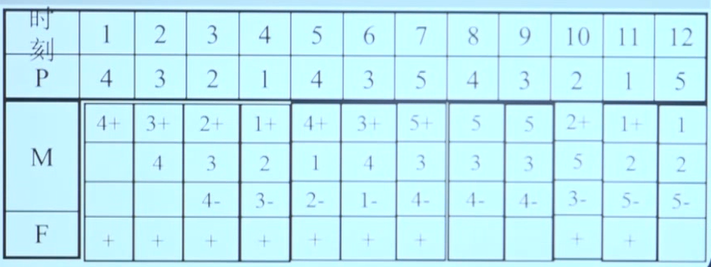 时刻 1 2 3 4 5 6 7 8 9 10 11 12
P 4 3 2 1 4 3 5 4 3 2 1 5
4+ 3+ 2+ 1+ 4+ 3+ 5+ 5 5 2+ 1+ 1
M 4 3 2 1 4 3 3 3 5 2 2
4- 3- 2- 1- 4- 4- 4- 3- 5- 5-
F + + + + + + + + +